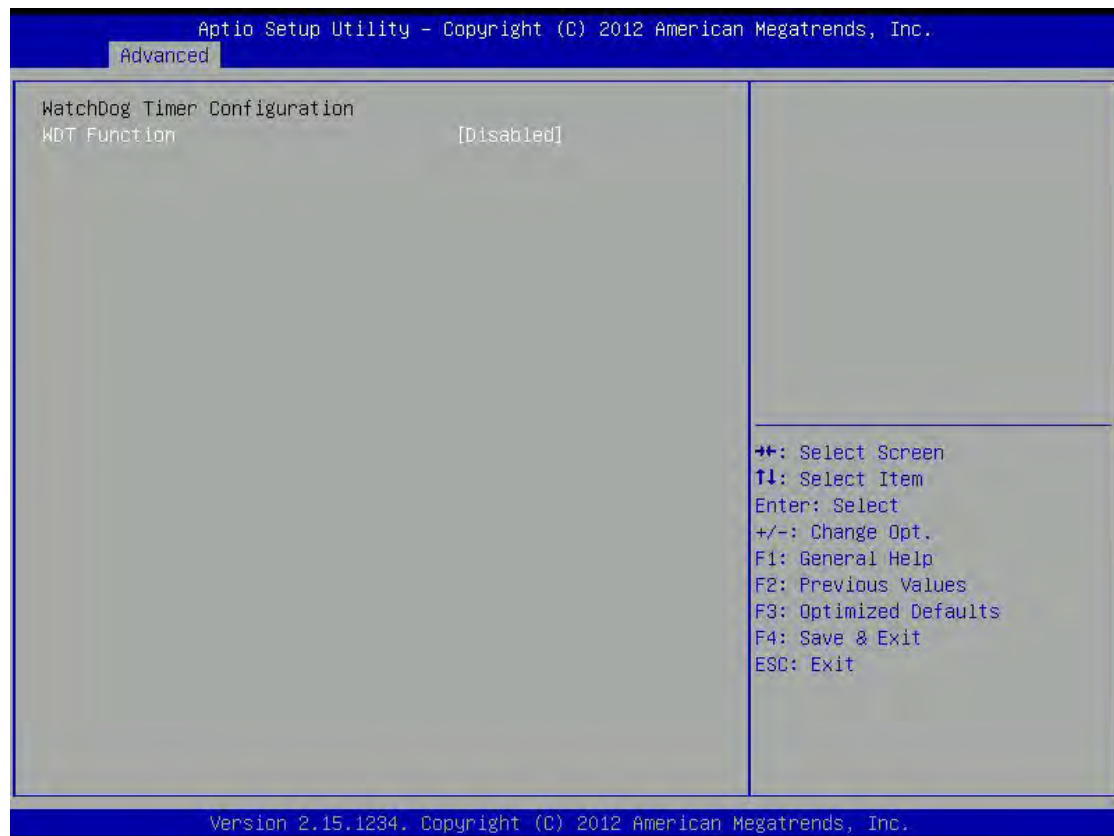 Aptio Setup Utility – Copyright (C) 2012 American Megatrends, Inc.
Advanced
WatchDog Timer Configuration
WDT Function [Disabled]
→←: Select Screen
↑↓: Select Item
Enter: Select
+/-: Change Opt.
F1: General Help
F2: Previous Values
F3: Optimized Defaults
F4: Save & Exit
ESC: Exit
Version 2.15.1234. Copyright (C) 2012 American Megatrends, Inc.